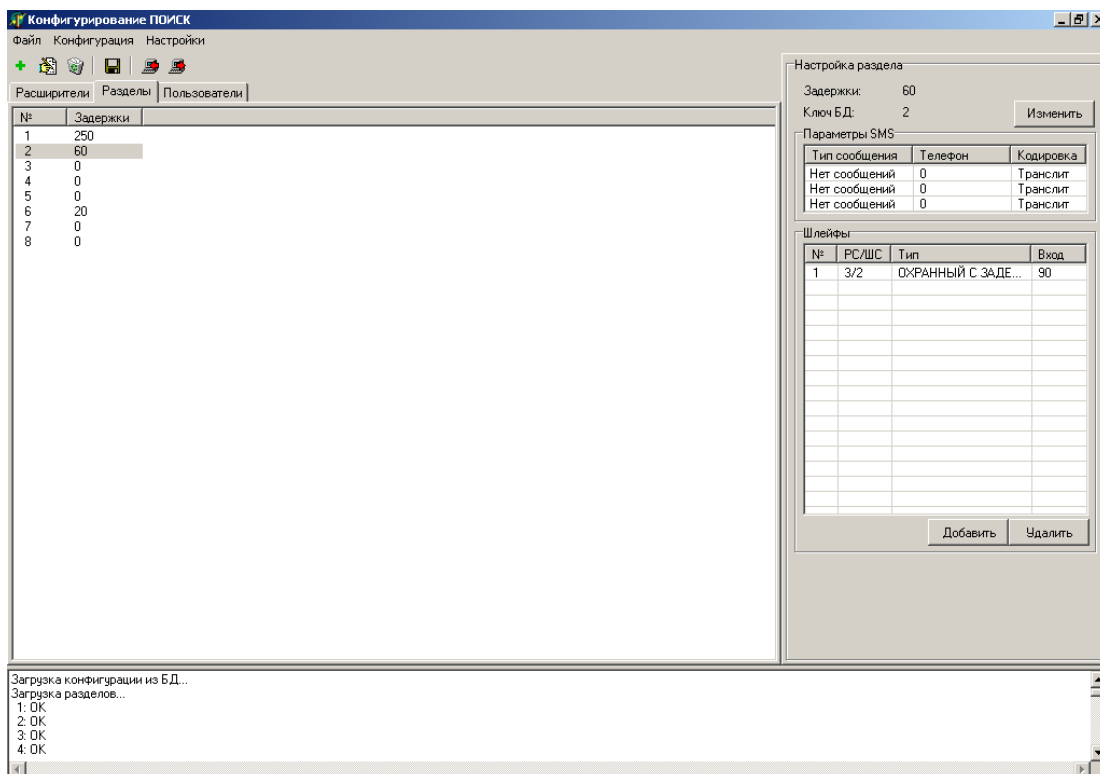 Конфигурирование ПОИСК
Файл Конфигурация Настройки
Расширители Разделы Пользователи
№ Задержки
1 250
2 60
3 0
4 0
5 0
6 20
7 0
8 0
Настройка раздела
Задержки: 60
Ключ БД: 2
Изменить
Параметры SMS
Тип сообщения Телефон Кодировка
Нет сообщений 0 Транслит
Нет сообщений 0 Транслит
Нет сообщений 0 Транслит
Шлейфы
№ РС/ШС Тип Вход
1 3/2 ОХРАННЫЙ С ЗАДЕ... 90
Добавить Удалить
Загрузка конфигурации из БД...
Загрузка разделов...
1: OK
2: OK
3: OK
4: OK